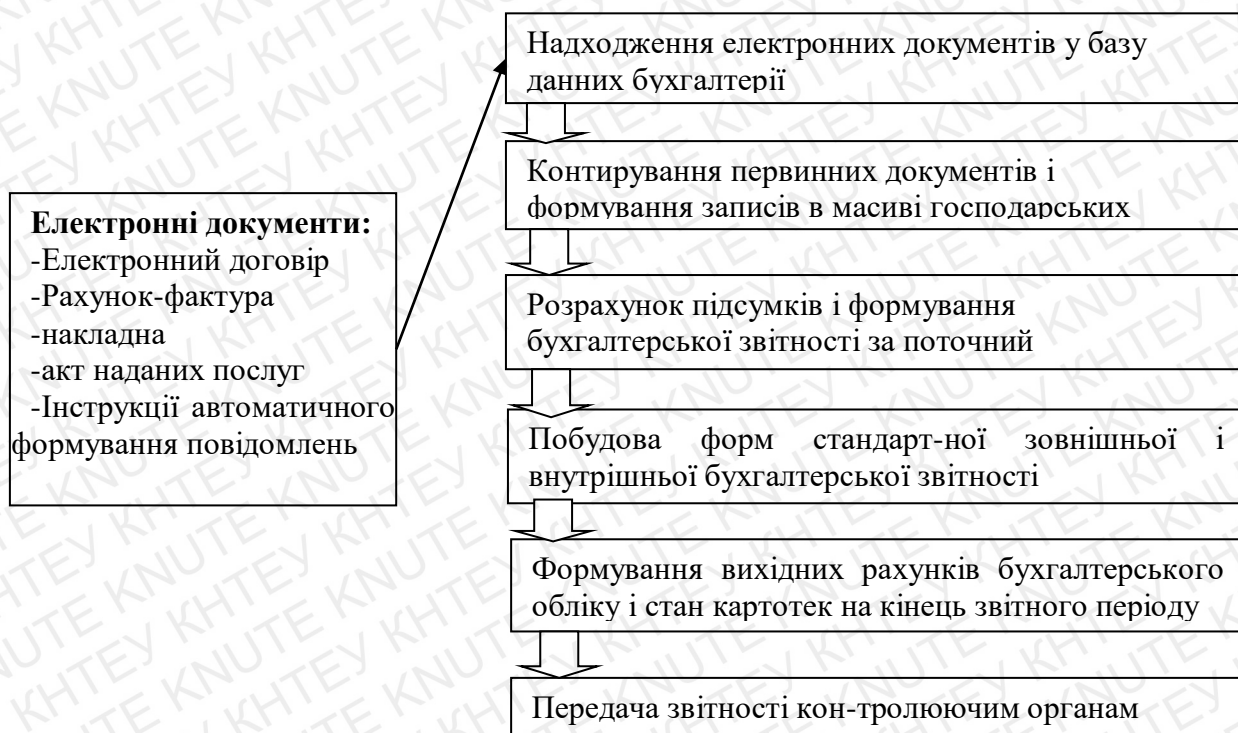 Надходження електронних документів у базу
данних бухгалтерії
Контирування первинних документів і
формування записів в масиві господарських
Електронні документи:
-Електронний договір
-Рахунок-фактура
-накладна
-акт наданих послуг
-Інструкції автоматичного
формування повідомлень
Розрахунок підсумків і формування
бухгалтерської звітності за поточний
Побудова форм стандарт-ної зовнішньої і
внутрішньої бухгалтерської звітності
Формування вихідних рахунків бухгалтерського
обліку і стан картотек на кінець звітного періоду
Передача звітності кон-тролюючим органам